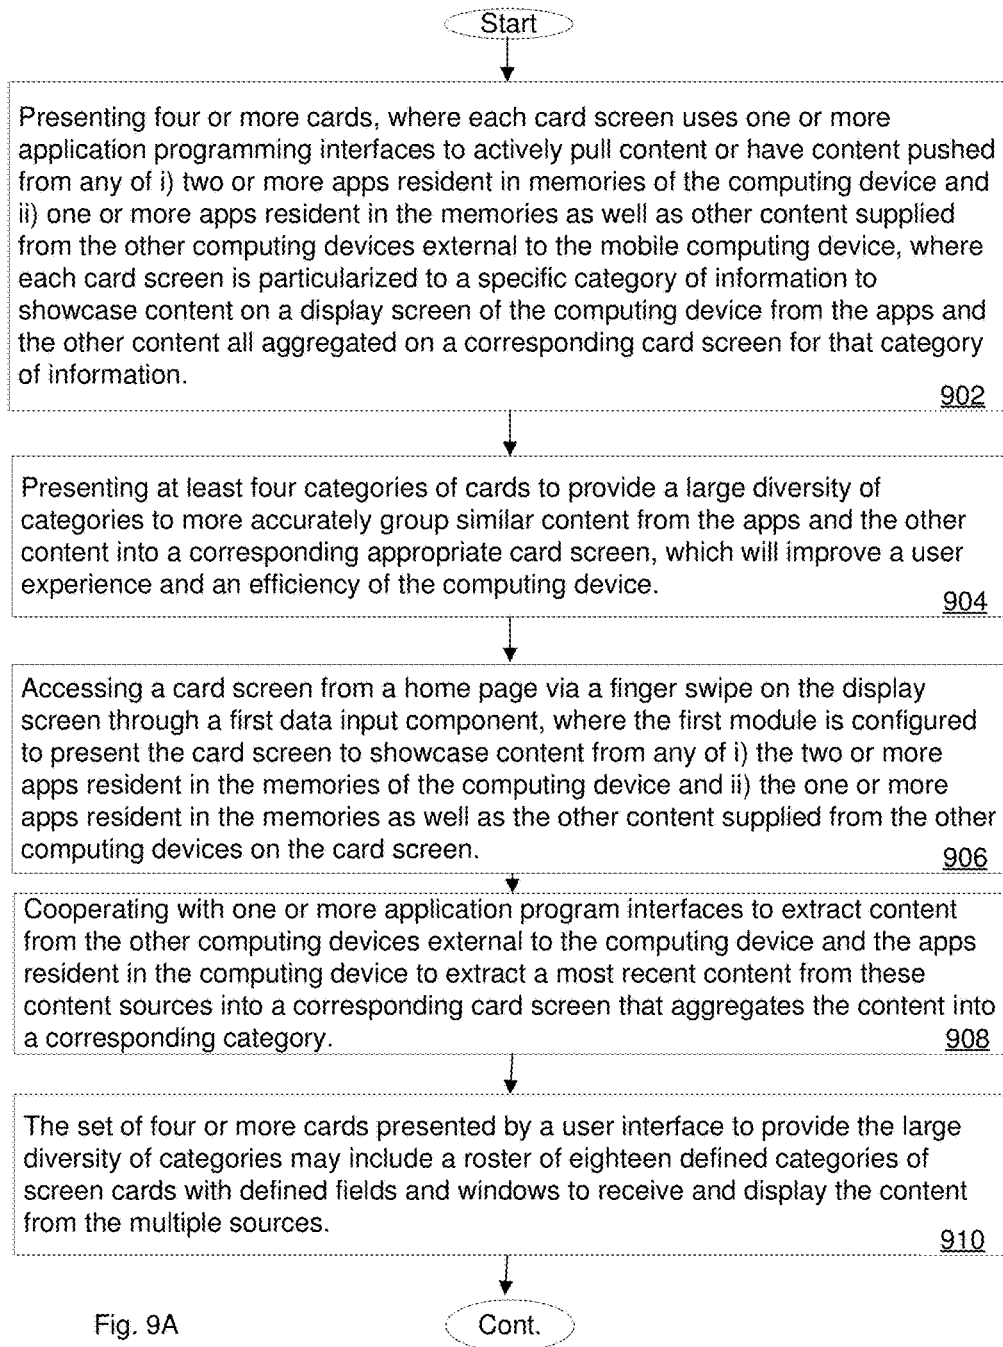 Start
Presenting four or more cards, where each card screen uses one or more
application programming interfaces to actively pull content or have content pushed
from any of i) two or more apps resident in memories of the computing device and
ii) one or more apps resident in the memories as well as other content supplied
from the other computing devices external to the mobile computing device, where
each card screen is particularized to a specific category of information to
showcase content on a display screen of the computing device from the apps and
the other content all aggregated on a corresponding card screen for that category
of information.
902
Presenting at least four categories of cards to provide a large diversity of
categories to more accurately group similar content from the apps and the other
content into a corresponding appropriate card screen, which will improve a user
experience and an efficiency of the computing device.
904
Accessing a card screen from a home page via a finger swipe on the display
screen through a first data input component, where the first module is configured
to present the card screen to showcase content from any of i) the two or more
apps resident in the memories of the computing device and ii) the one or more
apps resident in the memories as well as the other content supplied from the other
computing devices on the card screen.
906
Cooperating with one or more application program interfaces to extract content
from the other computing devices external to the computing device and the apps
resident in the computing device to extract a most recent content from these
content sources into a corresponding card screen that aggregates the content into
a corresponding category.
908
The set of four or more cards presented by a user interface to provide the large
diversity of categories may include a roster of eighteen defined categories of
screen cards with defined fields and windows to receive and display the content
from the multiple sources.
910
Fig. 9A
Cont.